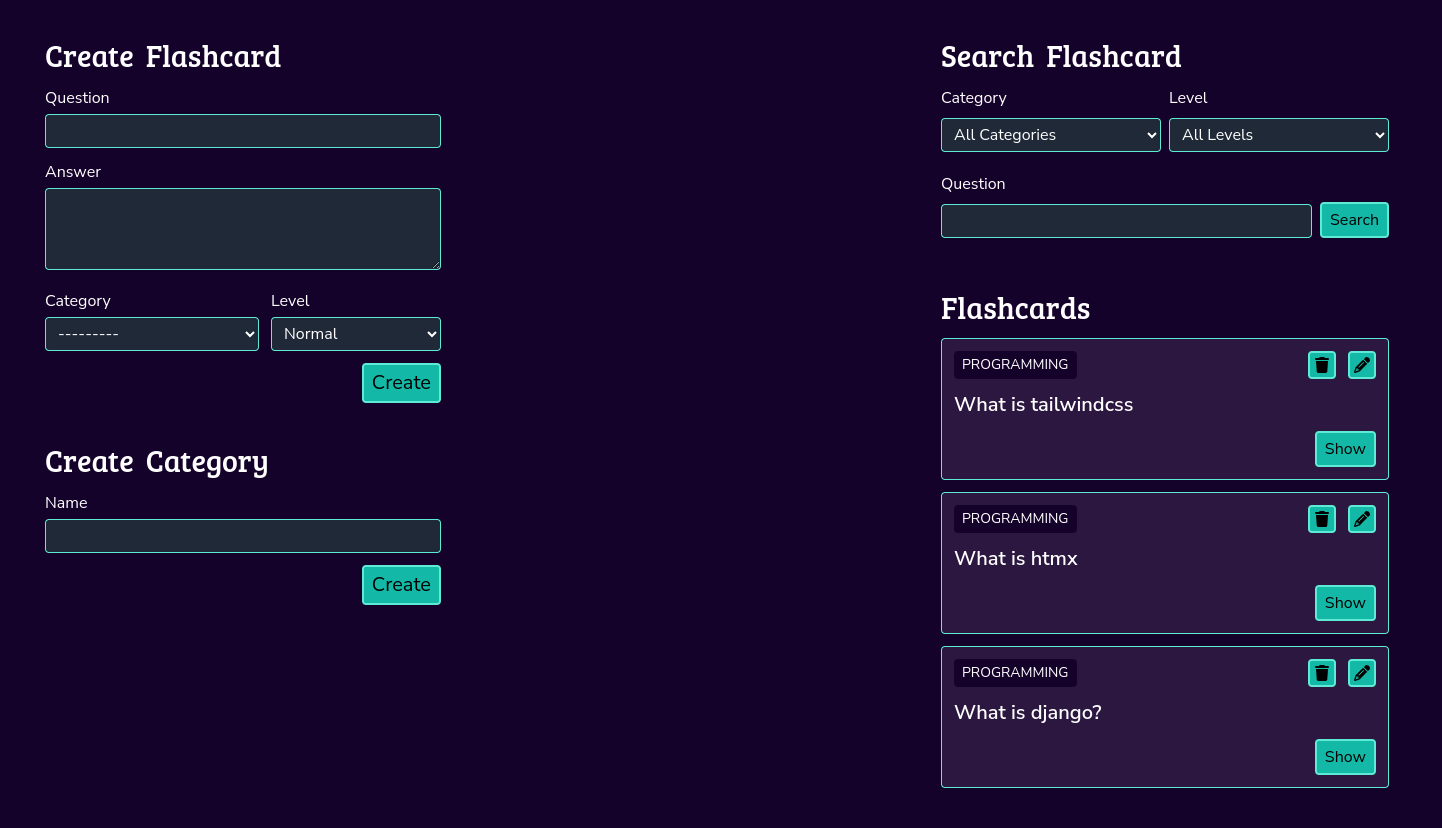 Create Flashcard
Question
Answer
Category Level
--------- Normal
Create
Create Category
Name
Create
Search Flashcard
Category Level
All Categories All Levels
Question
Search
Flashcards
PROGRAMMING
What is tailwindcss
Show
PROGRAMMING
What is htmx
Show
PROGRAMMING
What is django?
Show